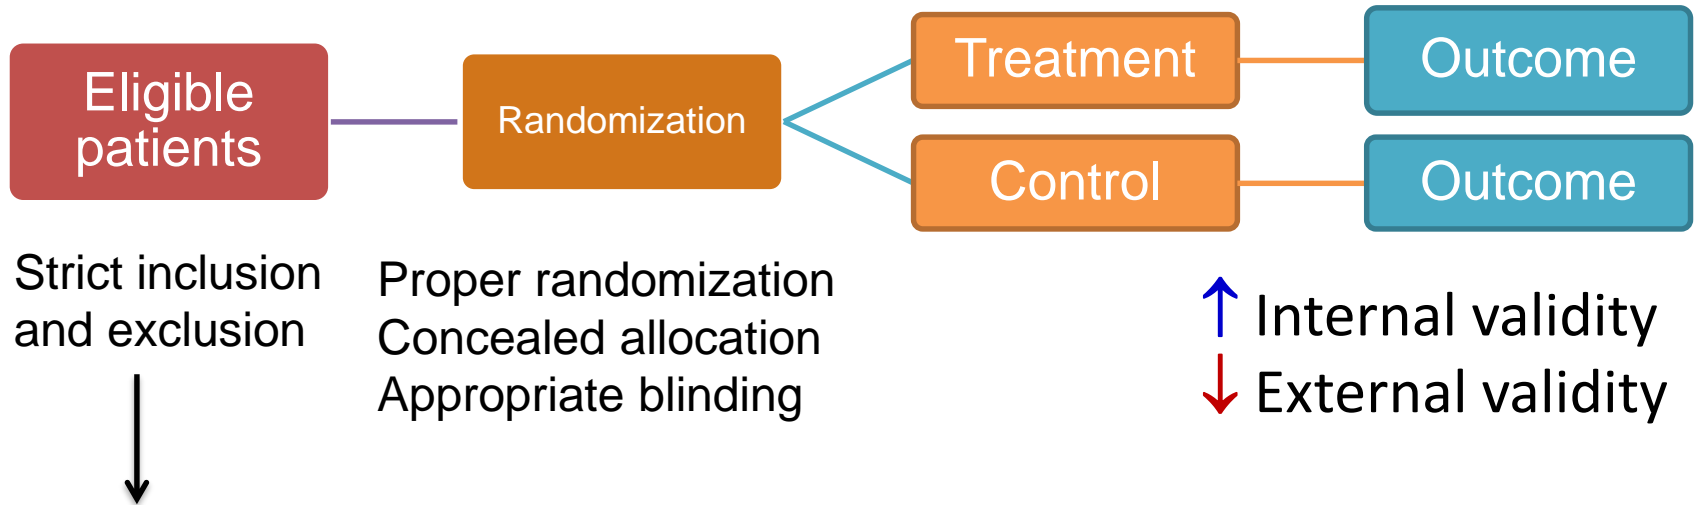 Eligible
patients
Randomization
Treatment
Outcome
Control
Outcome
Strict inclusion
and exclusion
Proper randomization
Concealed allocation
Appropriate blinding
↑ Internal validity
↓ External validity